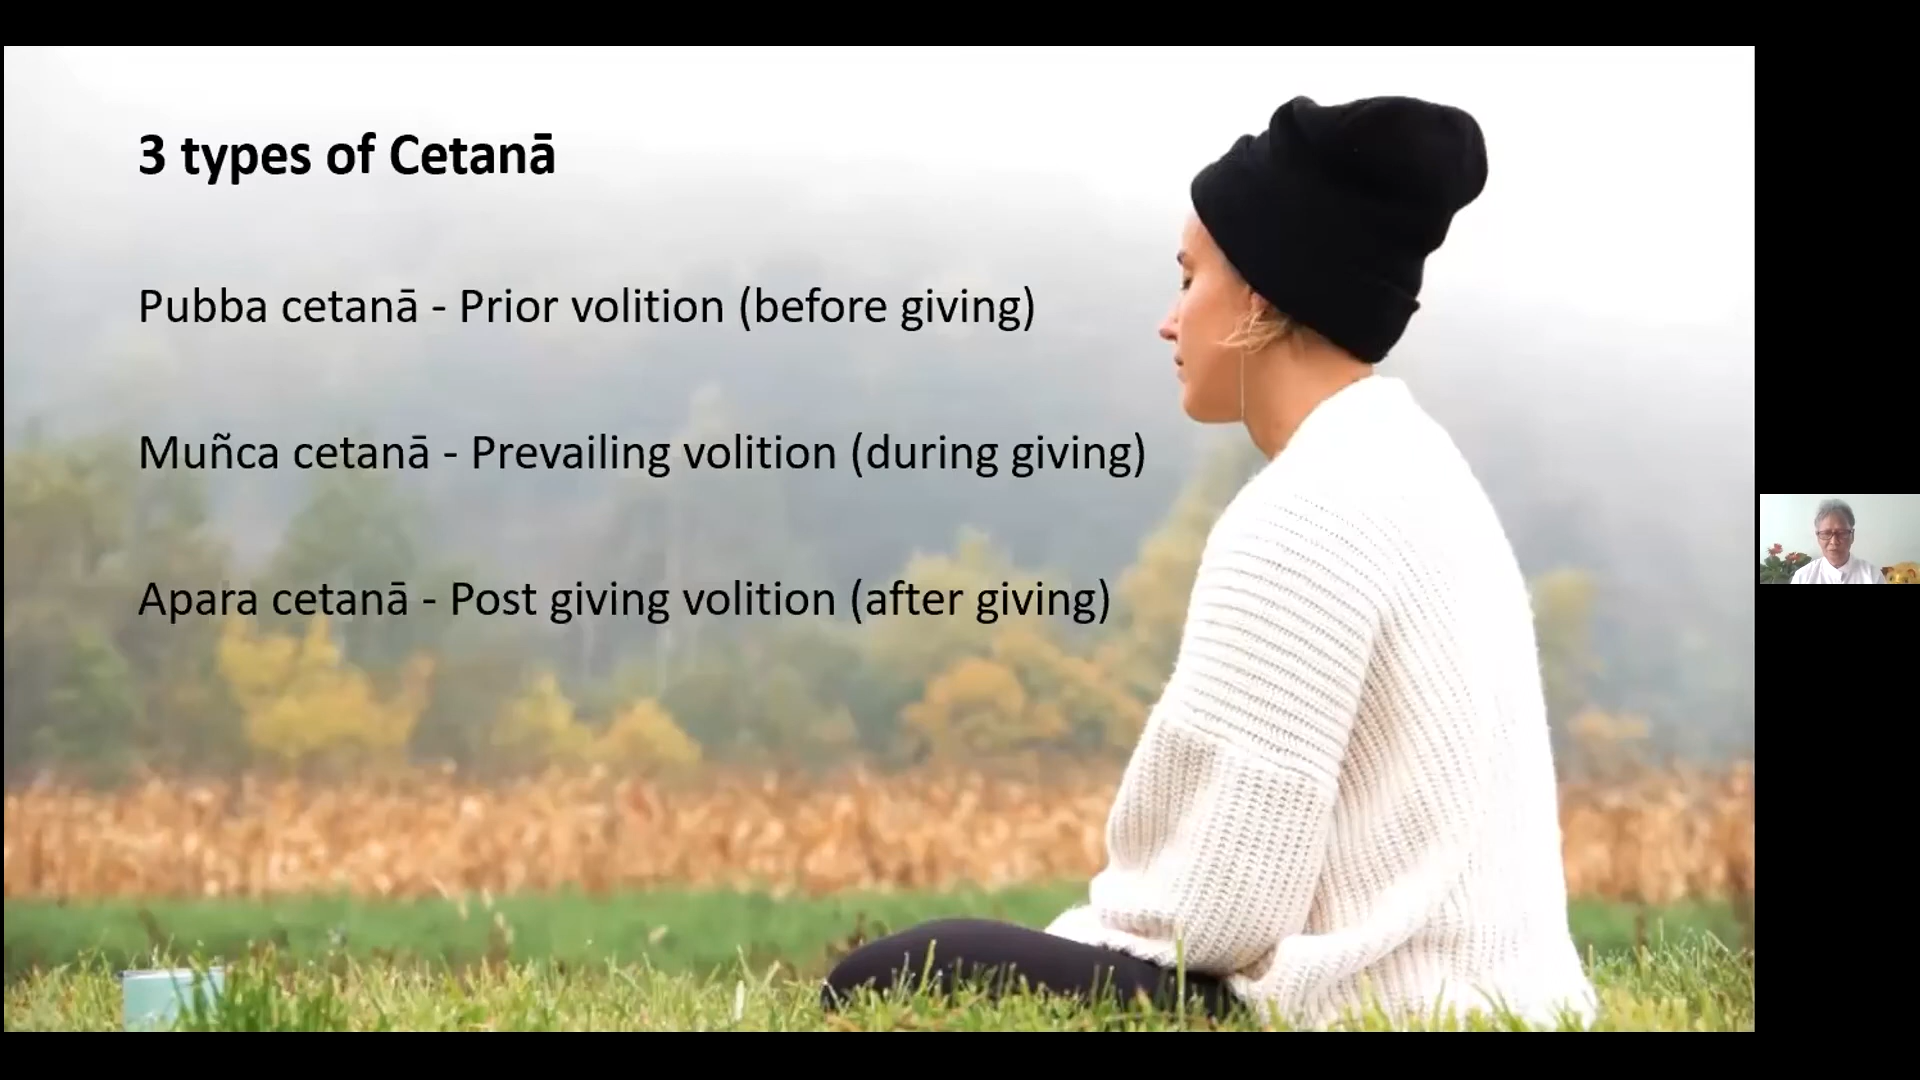 3 types of Cetanā
Pubba cetanā - Prior volition (before giving)
Muñca cetanā - Prevailing volition (during giving)
Apara cetanā - Post giving volition (after giving)